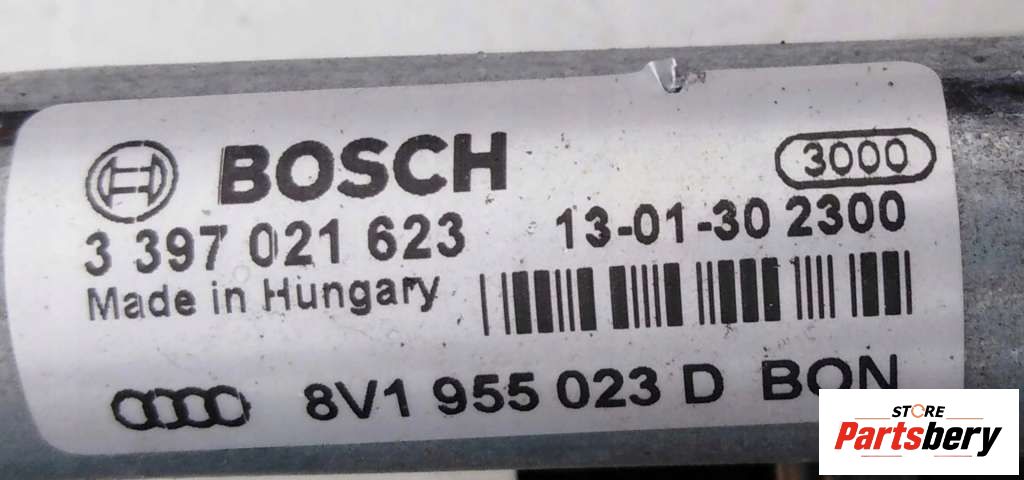 BOSCH
3000
3 397 021 623 13-01-30 2300
Made in Hungary
8V1 955 023 D BON
STORE
Partsbery